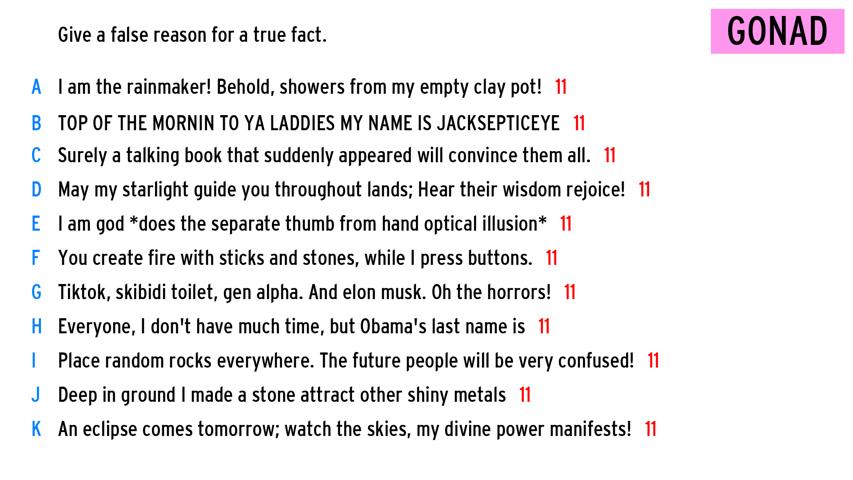 Give a false reason for a true fact.
GONAD
A I am the rainmaker! Behold, showers from my empty clay pot! 11
B TOP OF THE MORNIN TO YA LADDIES MY NAME IS JACKSEPTICEYE 11
C Surely a talking book that suddenly appeared will convince them all. 11
D May my starlight guide you throughout lands; Hear their wisdom rejoice! 11
E I am god *does the separate thumb from hand optical illusion* 11
F You create fire with sticks and stones, while I press buttons. 11
G Tiktok, skibidi toilet, gen alpha. And elon musk. Oh the horrors! 11
H Everyone, I don't have much time, but Obama's last name is 11
I Place random rocks everywhere. The future people will be very confused! 11
J Deep in ground I made a stone attract other shiny metals 11
K An eclipse comes tomorrow; watch the skies, my divine power manifests! 11